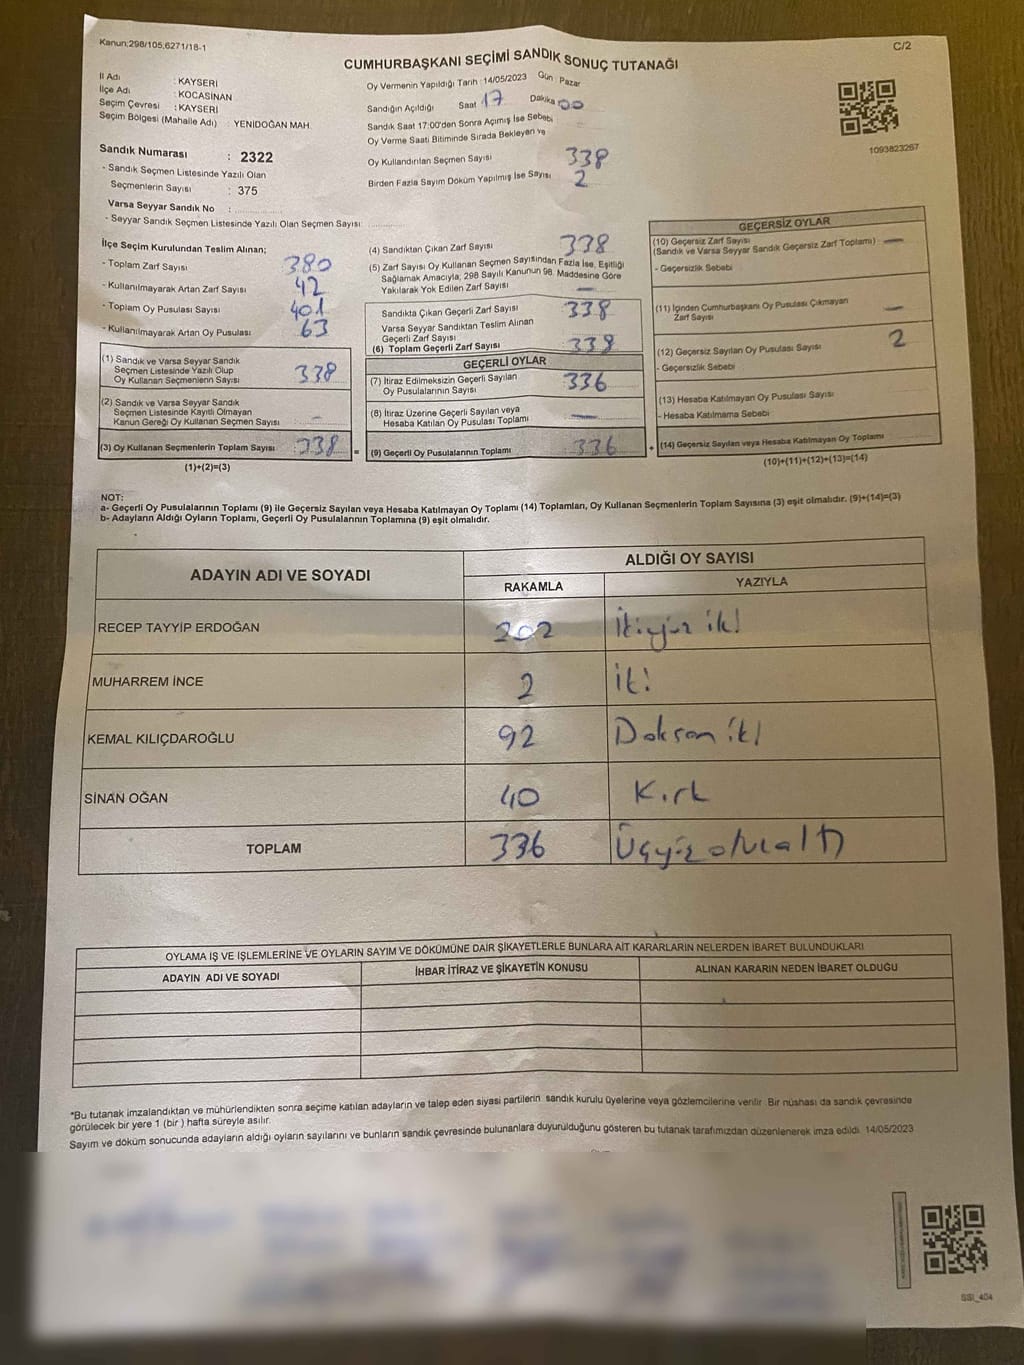 Kanun;298/105;6271/18-1
C/2
CUMHURBAŞKANI SEÇİMİ SANDIK SONUÇ TUTANAĞI
İl Adı : KAYSERİ
İlçe Adı : KOCASİNAN
Seçim Çevresi : KAYSERİ
Seçim Bölgesi (Mahalle Adı) : YENİDOĞAN MAH.
Sandık Numarası : 2322
- Sandık Seçmen Listesinde Yazılı Olan
Seçmenlerin Sayısı : 375
Varsa Seyyar Sandık No :
- Seyyar Sandık Seçmen Listesinde Yazılı Olan Seçmen Sayısı:
Oy Vermenin Yapıldığı Tarih : 14/05/2023 Gün : Pazar
Sandığın Açıldığı Saat 17 Dakika 00
Sandık Saat 17:00'den Sonra Açımış İse Sebebi
Oy Verme Saati Bitiminde Sırada Bekleyen ve
Oy Kullandırılan Seçmen Sayısı 338
Birden Fazla Sayım Döküm Yapılmış İse Sayısı 2
1093823267
İlçe Seçim Kurulundan Teslim Alınan;
- Toplam Zarf Sayısı 380
- Kullanılmayarak Artan Zarf Sayısı 42
- Toplam Oy Pusulası Sayısı 401
- Kullanılmayarak Artan Oy Pusulası 63
(1) Sandık ve Varsa Seyyar Sandık
Seçmen Listesinde Yazılı Olup
Oy Kullanan Seçmenlerin Sayısı 338
(2) Sandık ve Varsa Seyyar Sandık
Seçmen Listesinde Kayıtlı Olmayan
Kanun Gereği Oy Kullanan Seçmen Sayısı -
(3) Oy Kullanan Seçmenlerin Toplam Sayısı 338 =
(1)+(2)=(3)
(4) Sandıktan Çıkan Zarf Sayısı 338
(5) Zarf Sayısı Oy Kullanan Seçmen Sayısından Fazla İse, Eşitliği
Sağlamak Amacıyla; 298 Sayılı Kanunun 98. Maddesine Göre
Yakılarak Yok Edilen Zarf Sayısı -
Sandıkta Çıkan Geçerli Zarf Sayısı 338
Varsa Seyyar Sandıktan Teslim Alınan
Geçerli Zarf Sayısı
(6) Toplam Geçerli Zarf Sayısı 338
GEÇERLİ OYLAR
(7) İtiraz Edilmeksizin Geçerli Sayılan
Oy Pusulalarının Sayısı 336
(8) İtiraz Üzerine Geçerli Sayılan veya
Hesaba Katılan Oy Pusulası Toplamı -
(9) Geçerli Oy Pusulalarının Toplamı 336 +
GEÇERSİZ OYLAR
(10) Geçersiz Zarf Sayısı
(Sandık ve Varsa Seyyar Sandık Geçersiz Zarf Toplamı) -
- Geçersizlik Sebebi
(11) İçinden Cumhurbaşkanı Oy Pusulası Çıkmayan
Zarf Sayısı -
(12) Geçersiz Sayılan Oy Pusulası Sayısı 2
- Geçersizlik Sebebi
(13) Hesaba Katılmayan Oy Pusulası Sayısı
- Hesaba Katılmama Sebebi
(14) Geçersiz Sayılan veya Hesaba Katılmayan Oy Toplamı
(10)+(11)+(12)+(13)=(14)
NOT:
a- Geçerli Oy Pusulalarının Toplamı (9) ile Geçersiz Sayılan veya Hesaba Katılmayan Oy Toplamı (14) Toplamları, Oy Kullanan Seçmenlerin Toplam Sayısına (3) eşit olmalıdır. (9)+(14)=(3)
b- Adayların Aldığı Oyların Toplamı, Geçerli Oy Pusulalarının Toplamına (9) eşit olmalıdır.
ADAYIN ADI VE SOYADI ALDIĞI OY SAYISI
RAKAMLA YAZIYLA
RECEP TAYYİP ERDOĞAN 202 İkiyüz iki
MUHARREM İNCE 2 iki
KEMAL KILIÇDAROĞLU 92 Doksan iki
SİNAN OĞAN 40 Kırk
TOPLAM 336 Üçyüzotuzaltı
OYLAMA İŞ VE İŞLEMLERİNE VE OYLARIN SAYIM VE DÖKÜMÜNE DAİR ŞİKAYETLERLE BUNLARA AİT KARARLARIN NELERDEN İBARET BULUNDUKLARI
ADAYIN ADI VE SOYADI İHBAR İTİRAZ VE ŞİKAYETİN KONUSU ALINAN KARARIN NEDEN İBARET OLDUĞU
*Bu tutanak imzalandıktan ve mühürlendikten sonra seçime katılan adayların ve talep eden siyasi partilerin sandık kurulu üyelerine veya gözlemcilerine verilir. Bir nüshası da sandık çevresinde
görülecek bir yere 1 (bir) hafta süreyle asılır.
Sayım ve döküm sonucunda adayların aldığı oyların sayılarını ve bunların sandık çevresinde bulunanlara duyurulduğunu gösteren bu tutanak tarafımızdan düzenlenerek imza edildi. 14/05/2023
SSI_404